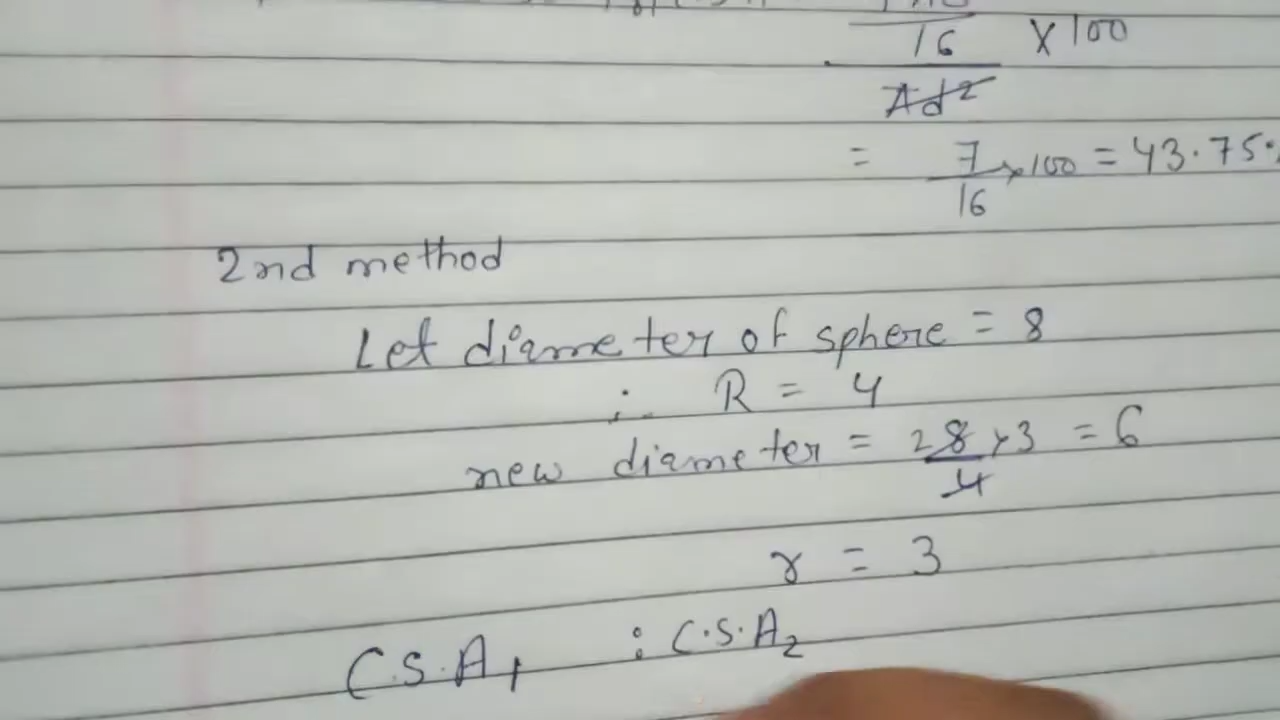 16 X 100
πd²
= 7/16 x 100 = 43.75%
2nd method
Let diameter of sphere = 8
∴ R = 4
new diameter = 2 8/4 x 3 = 6
r = 3
C.S.A₁ : C.S.A₂